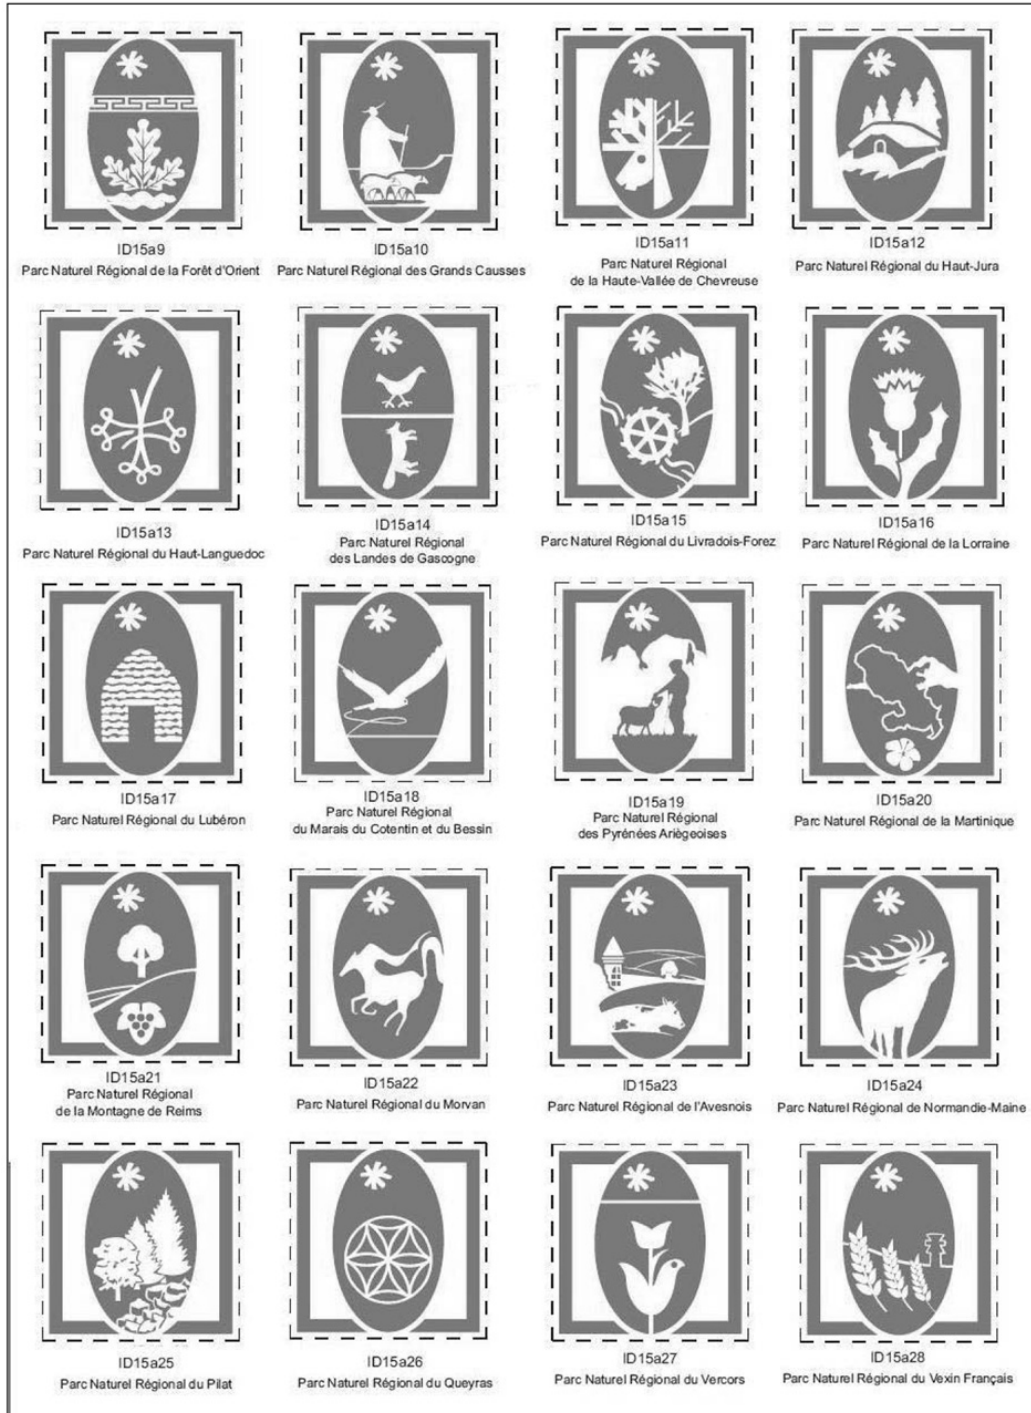 ID15a9
Parc Naturel Régional de la Forêt d'Orient
ID15a10
Parc Naturel Régional des Grands Causses
ID15a11
Parc Naturel Régional
de la Haute-Vallée de Chevreuse
ID15a12
Parc Naturel Régional du Haut-Jura
ID15a13
Parc Naturel Régional du Haut-Languedoc
ID15a14
Parc Naturel Régional
des Landes de Gascogne
ID15a15
Parc Naturel Régional du Livradois-Forez
ID15a16
Parc Naturel Régional de la Lorraine
ID15a17
Parc Naturel Régional du Lubéron
ID15a18
Parc Naturel Régional
du Marais du Cotentin et du Bessin
ID15a19
Parc Naturel Régional
des Pyrénées Ariègeoises
ID15a20
Parc Naturel Régional de la Martinique
ID15a21
Parc Naturel Régional
de la Montagne de Reims
ID15a22
Parc Naturel Régional du Morvan
ID15a23
Parc Naturel Régional de l'Avesnois
ID15a24
Parc Naturel Régional de Normandie-Maine
ID15a25
Parc Naturel Régional du Pilat
ID15a26
Parc Naturel Régional du Queyras
ID15a27
Parc Naturel Régional du Vercors
ID15a28
Parc Naturel Régional du Vexin Français